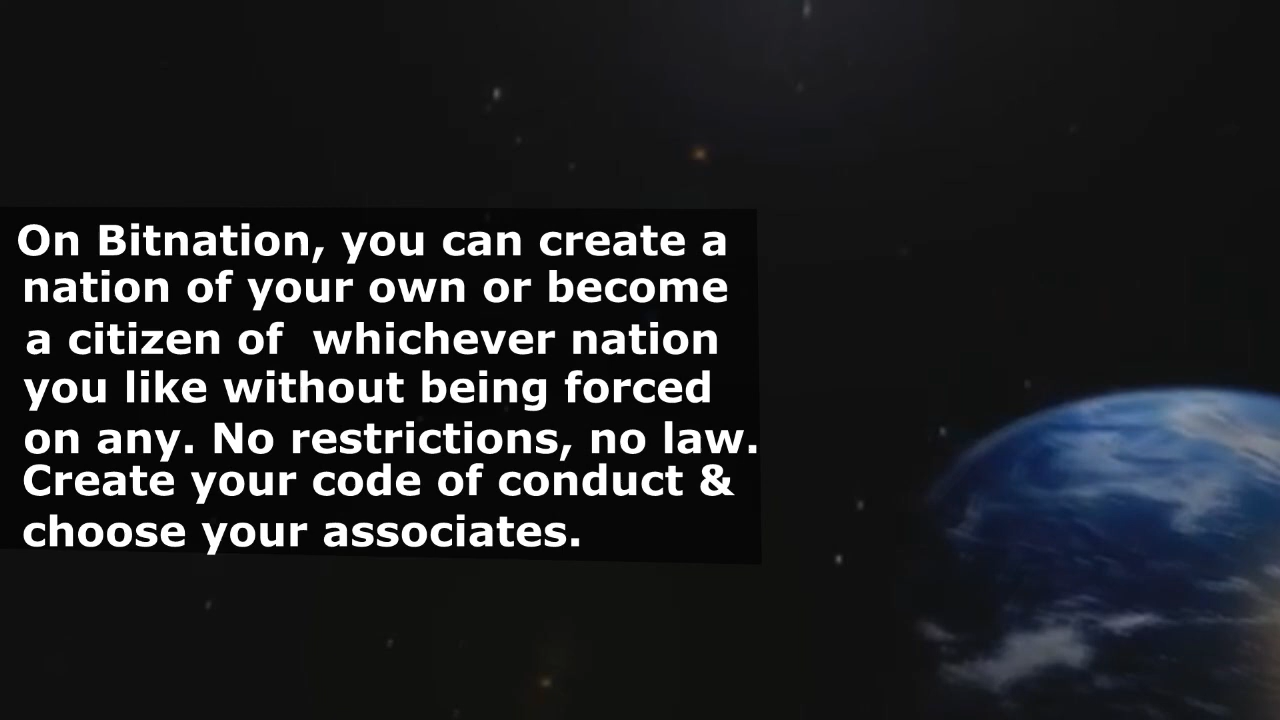 On Bitnation, you can create a
nation of your own or become
a citizen of  whichever nation
you like without being forced
on any. No restrictions, no law.
Create your code of conduct &
choose your associates.